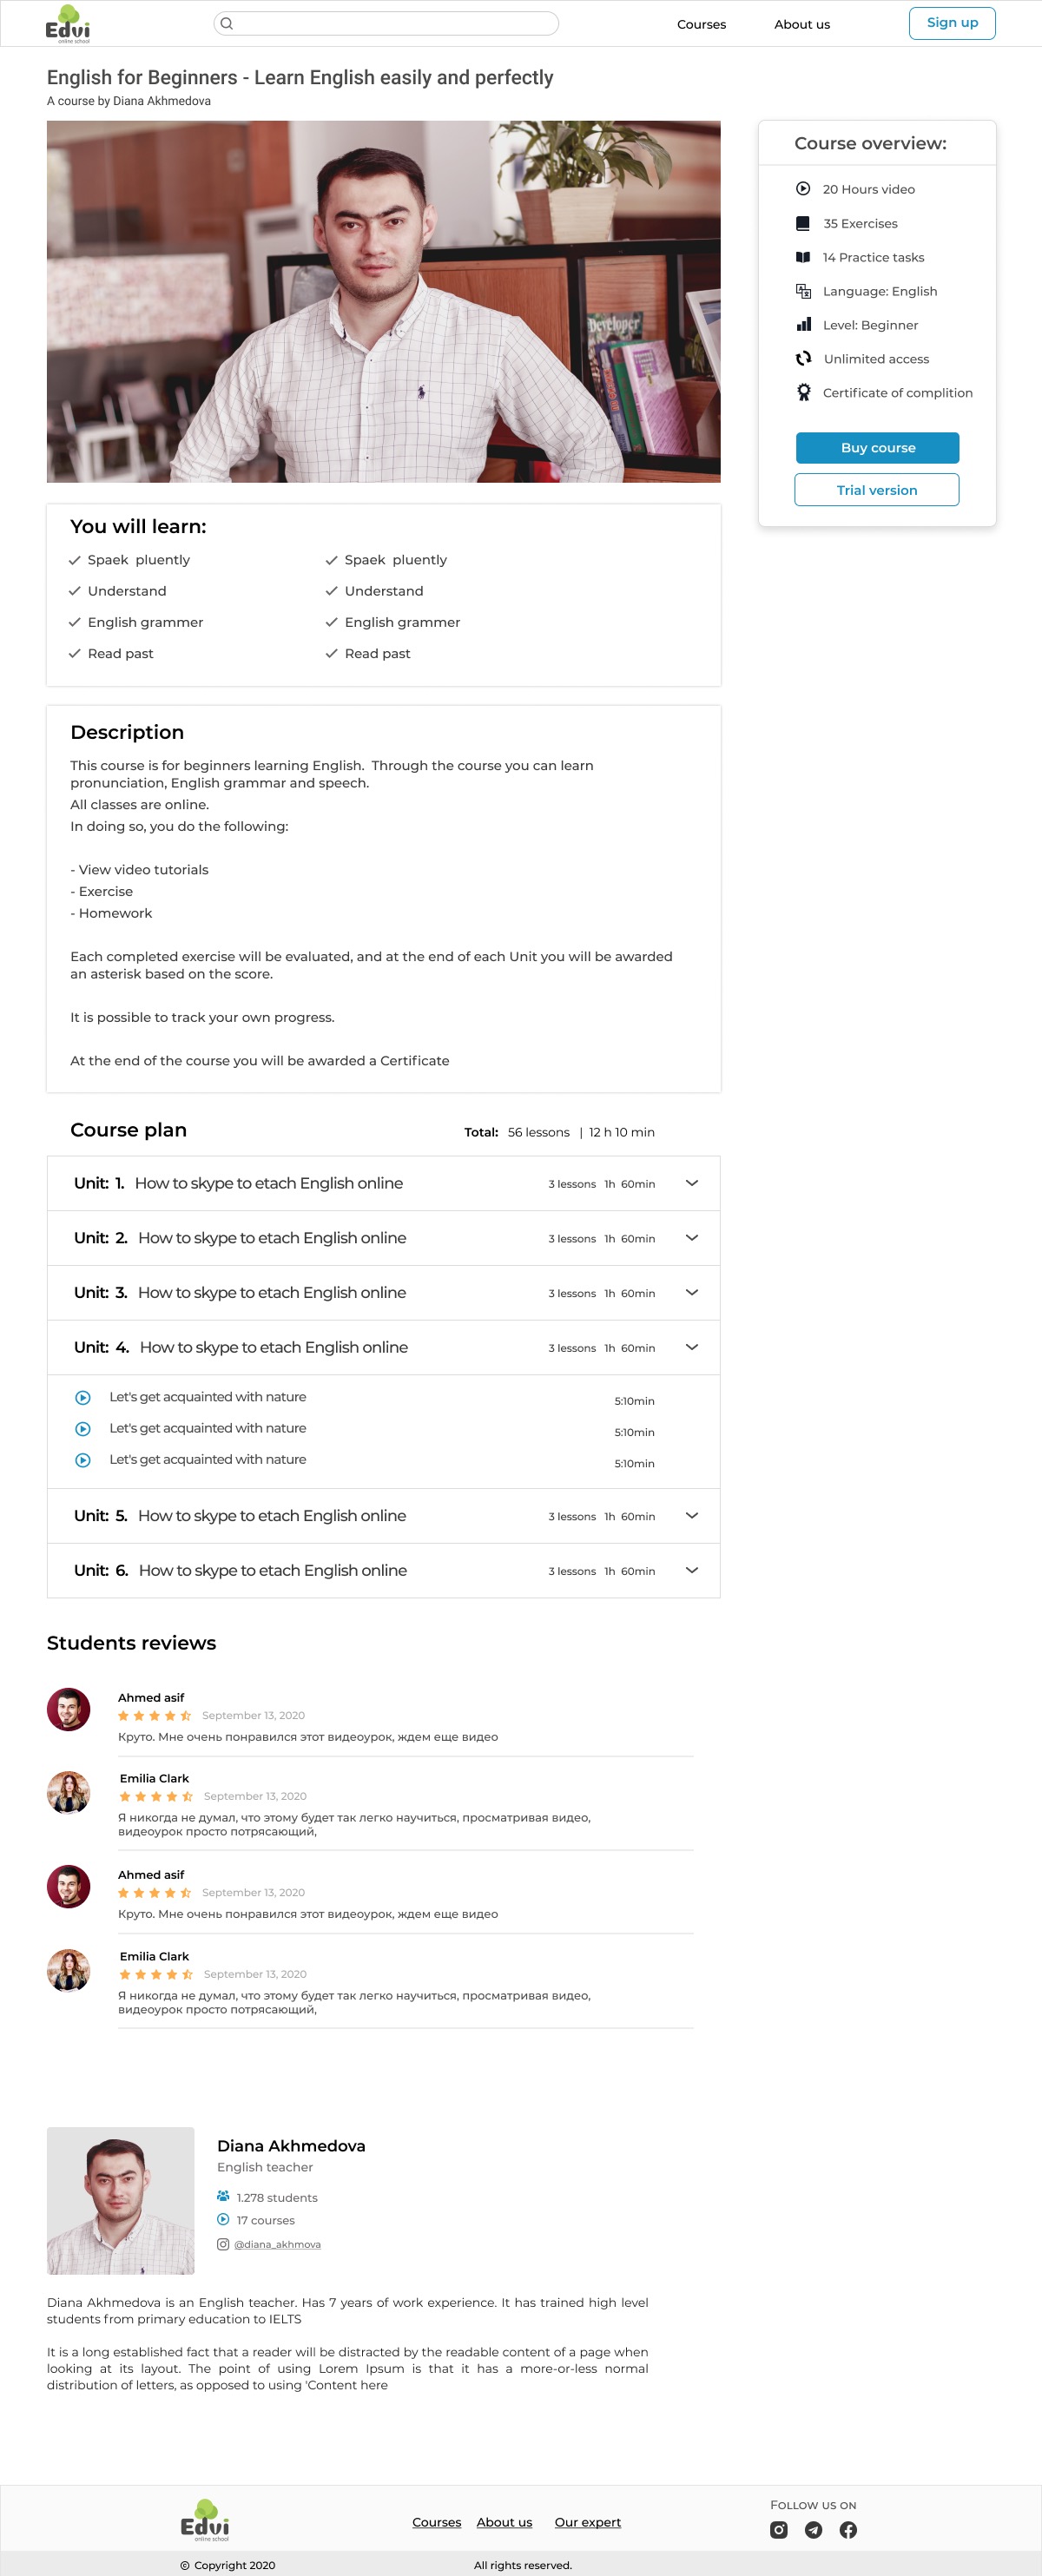 Edvi
online school
Courses
About us
Sign up
English for Beginners - Learn English easily and perfectly
A course by Diana Akhmedova
Developer
Course overview:
20 Hours video
35 Exercises
14 Practice tasks
Language: English
Level: Beginner
Unlimited access
Certificate of complition
Buy course
Trial version
You will learn:
Spaek pluently
Spaek pluently
Understand
Understand
English grammer
English grammer
Read past
Read past
Description
This course is for beginners learning English. Through the course you can learn
pronunciation, English grammar and speech.
All classes are online.
In doing so, you do the following:
- View video tutorials
- Exercise
- Homework
Each completed exercise will be evaluated, and at the end of each Unit you will be awarded
an asterisk based on the score.
It is possible to track your own progress.
At the end of the course you will be awarded a Certificate
Course plan
Total: 56 lessons | 12 h 10 min
Unit: 1. How to skype to etach English online 3 lessons 1h 60min
Unit: 2. How to skype to etach English online 3 lessons 1h 60min
Unit: 3. How to skype to etach English online 3 lessons 1h 60min
Unit: 4. How to skype to etach English online 3 lessons 1h 60min
Let's get acquainted with nature 5:10min
Let's get acquainted with nature 5:10min
Let's get acquainted with nature 5:10min
Unit: 5. How to skype to etach English online 3 lessons 1h 60min
Unit: 6. How to skype to etach English online 3 lessons 1h 60min
Students reviews
Ahmed asif
September 13, 2020
Круто. Мне очень понравился этот видеоурок, ждем еще видео
Emilia Clark
September 13, 2020
Я никогда не думал, что этому будет так легко научиться, просматривая видео,
видеоурок просто потрясающий,
Ahmed asif
September 13, 2020
Круто. Мне очень понравился этот видеоурок, ждем еще видео
Emilia Clark
September 13, 2020
Я никогда не думал, что этому будет так легко научиться, просматривая видео,
видеоурок просто потрясающий,
Diana Akhmedova
English teacher
1.278 students
17 courses
@diana_akhmova
Diana Akhmedova is an English teacher. Has 7 years of work experience. It has trained high level
students from primary education to IELTS
It is a long established fact that a reader will be distracted by the readable content of a page when
looking at its layout. The point of using Lorem Ipsum is that it has a more-or-less normal
distribution of letters, as opposed to using 'Content here
Edvi
online school
Courses
About us
Our expert
Follow us on
© Copyright 2020
All rights reserved.